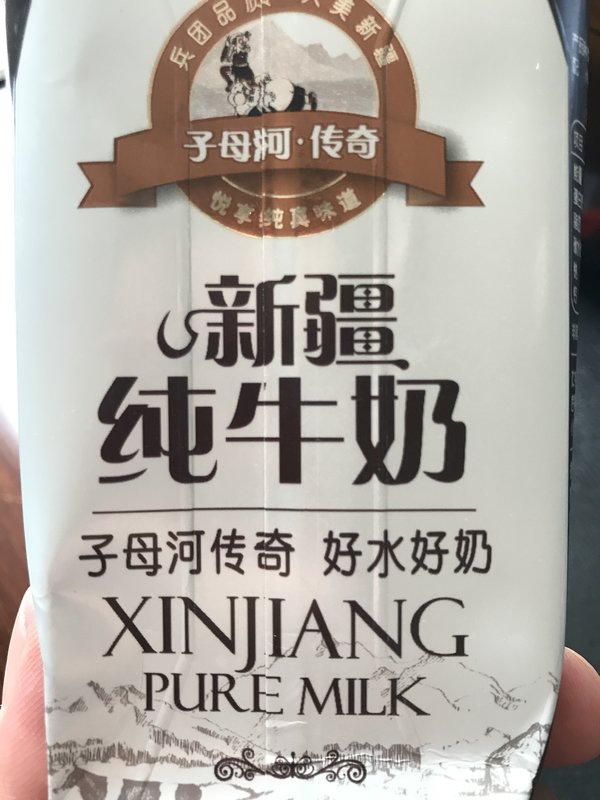 兵团品质 大美新疆
子母河·传奇
悦享纯真味道
新疆
纯牛奶
子母河传奇 好水好奶
XINJIANG
PURE MILK